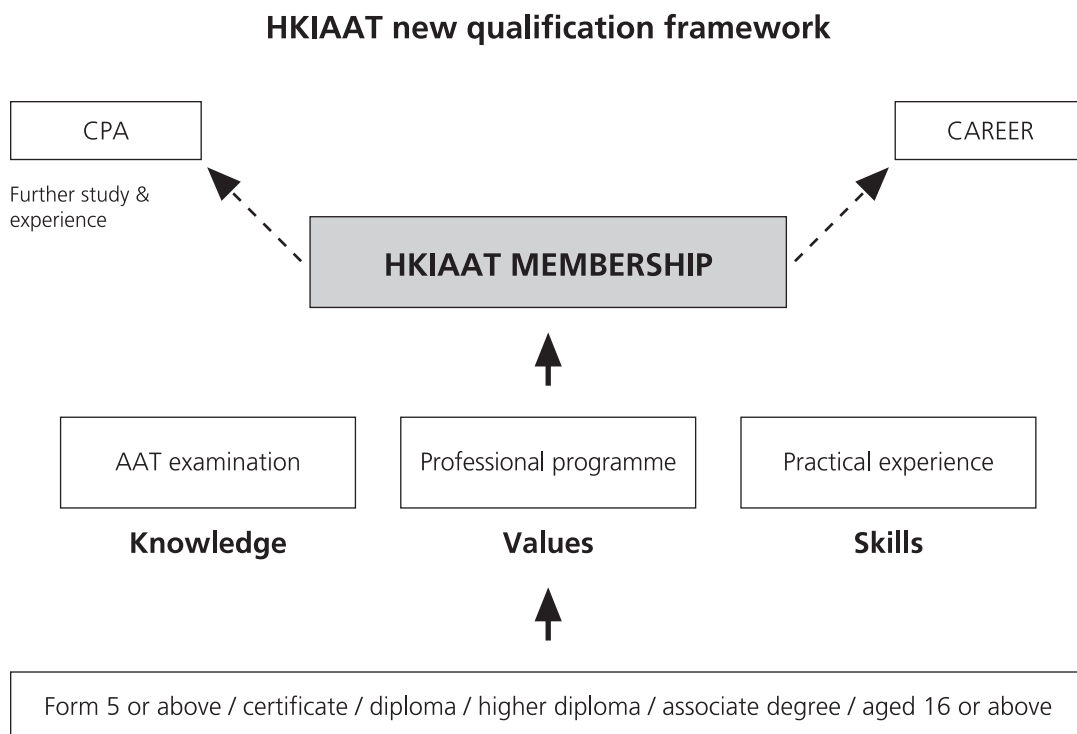 HKIAAT new qualification framework
CPA
CAREER
Further study &
experience
HKIAAT MEMBERSHIP
AAT examination
Professional programme
Practical experience
Knowledge
Values
Skills
Form 5 or above / certificate / diploma / higher diploma / associate degree / aged 16 or above